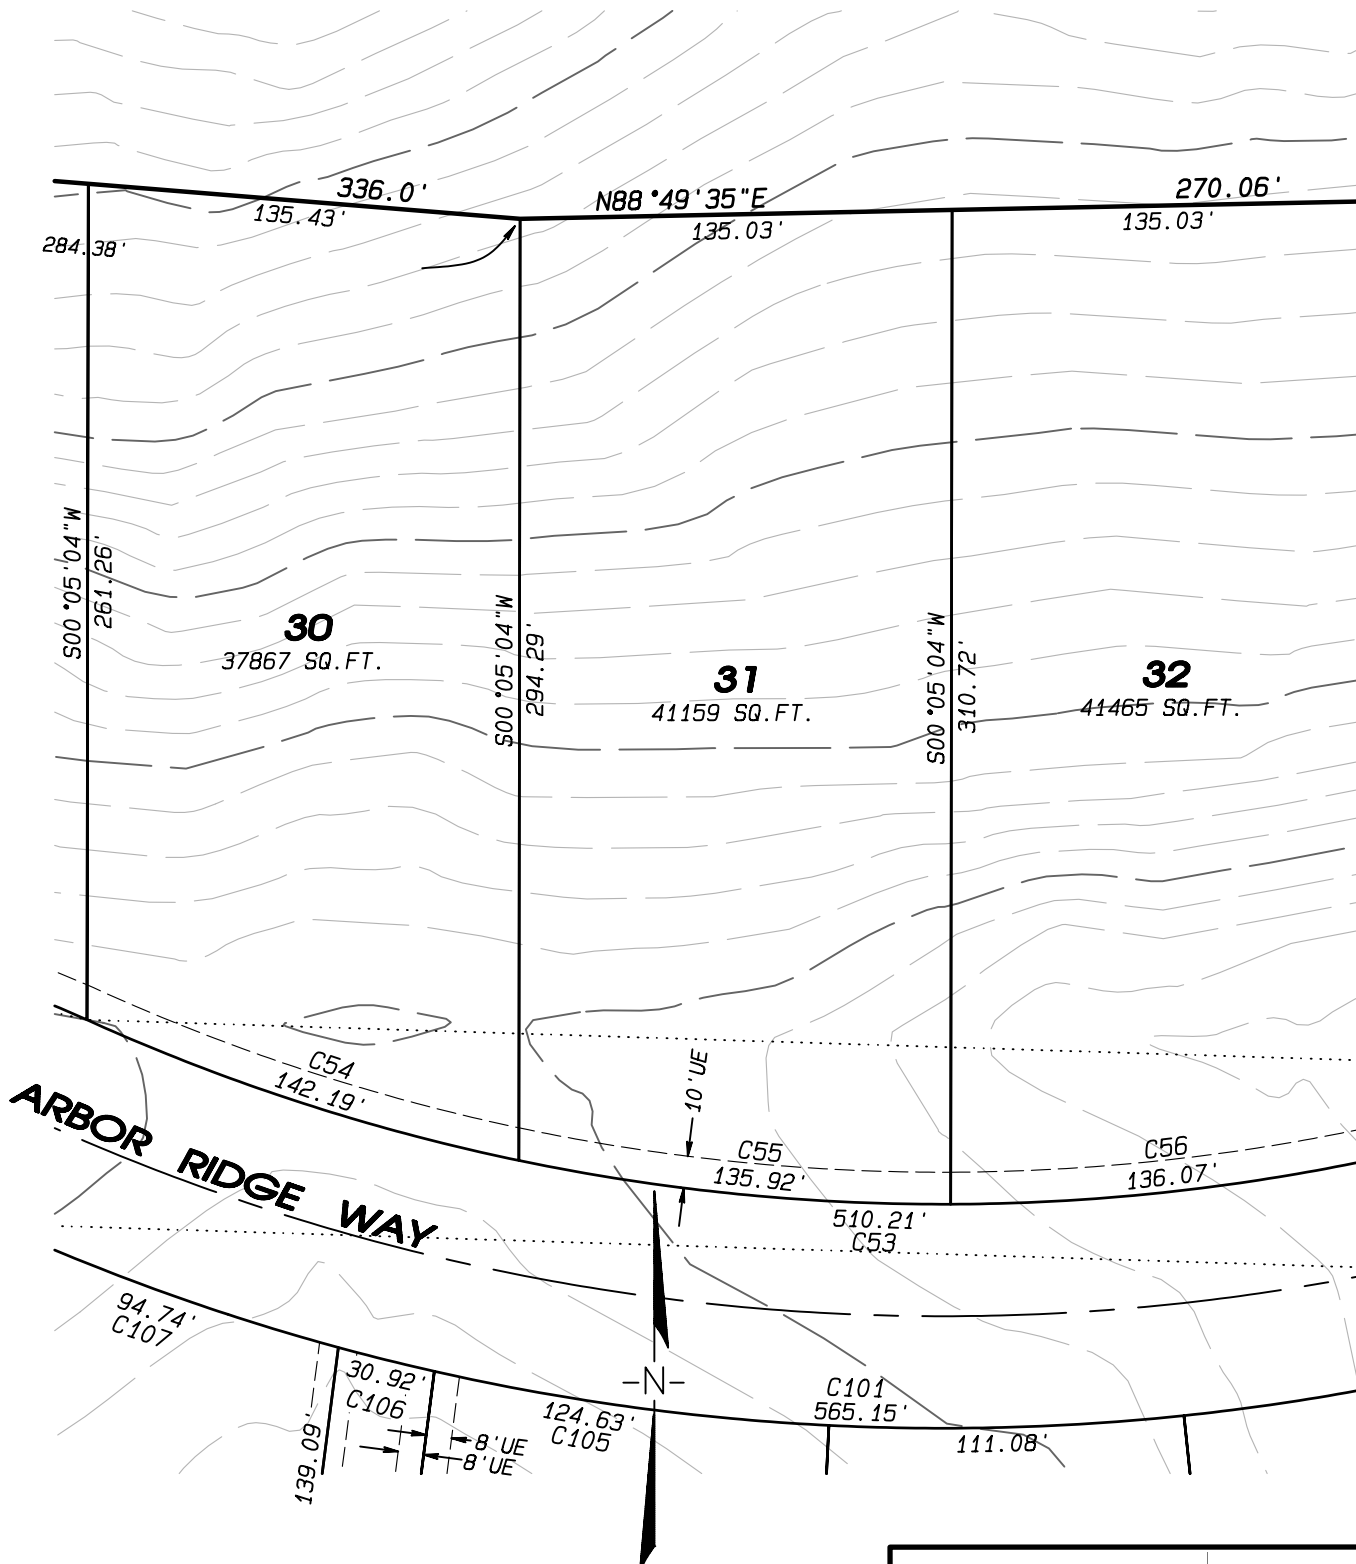 336.0'
N88°49'35"E
270.06'
135.43'
135.03'
135.03'
284.38'
S00°05'04"W
261.26'
30
37867 SQ.FT.
S00°05'04"W
294.29'
31
41159 SQ.FT.
S00°05'04"W
310.72'
32
41465 SQ.FT.
C54
142.19'
10'UE
C55
135.92'
C56
136.07'
ARBOR RIDGE WAY
510.21'
C53
94.74'
C107
30.92'
C106
N
C101
565.15'
124.63'
C105
111.08'
139.09'
8'UE
8'UE